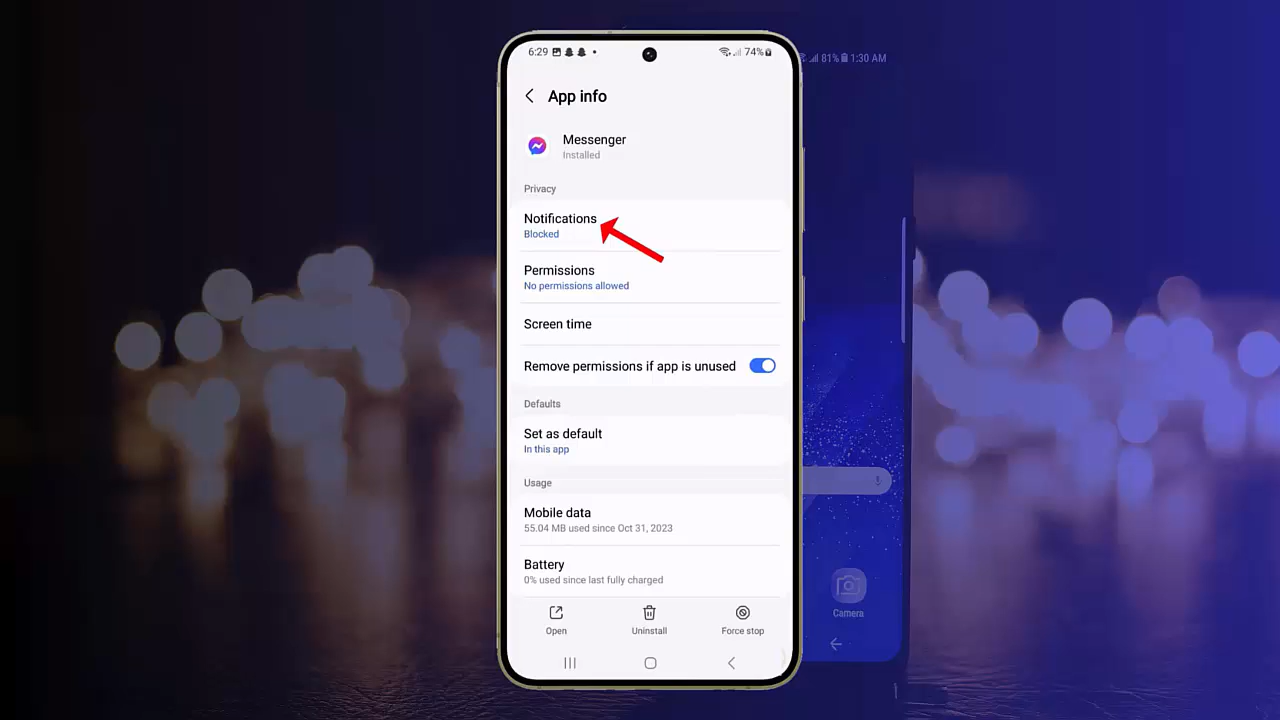 6:29
74%
81% 1:30 AM
App info
Messenger
Installed
Privacy
Notifications
Blocked
Permissions
No permissions allowed
Screen time
Remove permissions if app is unused
Defaults
Set as default
In this app
Usage
Mobile data
55.04 MB used since Oct 31, 2023
Battery
0% used since last fully charged
Open
Uninstall
Force stop
Camera